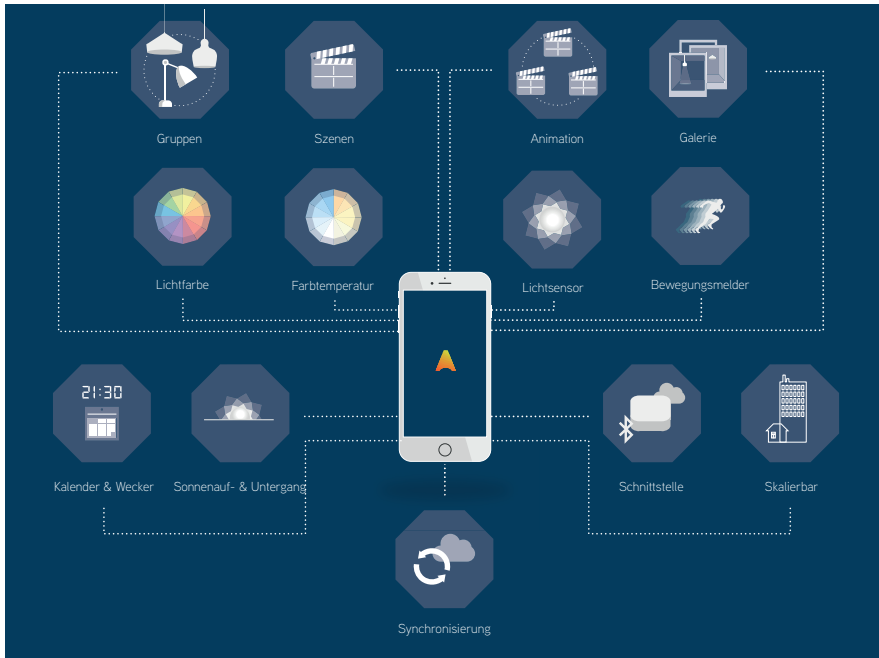 Gruppen
Szenen
Animation
Galerie
Lichtfarbe
Farbtemperatur
Lichtsensor
Bewegungsmelder
21:30
Kalender & Wecker
Sonnenauf- & Untergang
Schnittstelle
Skalierbar
Synchronisierung